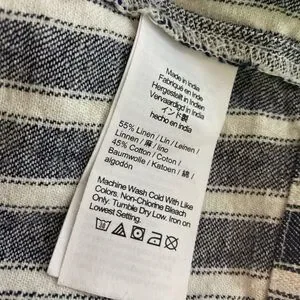 Made in India
Fabriqué en India
Hergestellt in Indien
Vervaardigd in India
インド製
hecho en india
55% Linen / Lin / Leinen /
Linnen / 麻 / lino
45% Cotton / Coton /
Baumwolle / Katoen / 綿 /
algodón
Machine Wash Cold With Like
Colors, Non-Chlorine Bleach
Only. Tumble Dry Low. Iron on
Lowest Setting.